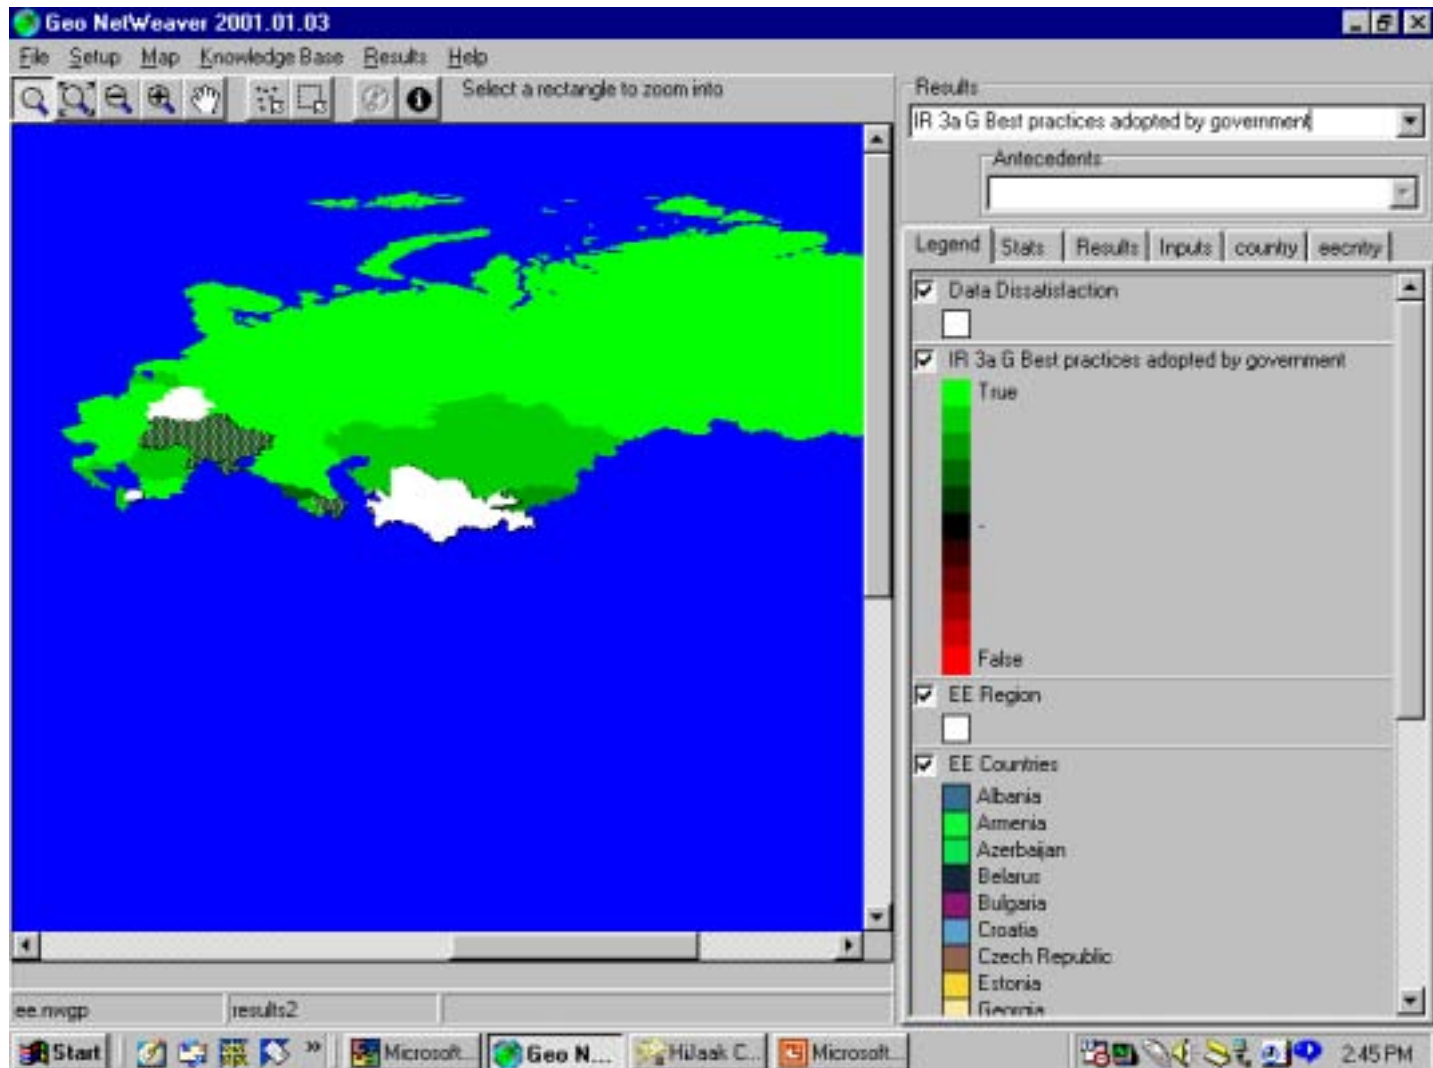 Geo NetWeaver 2001.01.03
File Setup Map Knowledge Base Results Help
Select a rectangle to zoom into
Results
IR 3a G Best practices adopted by government
Antecedents
Legend Stats Results Inputs country eecntry
Data Dissatisfaction
IR 3a G Best practices adopted by government
True
-
False
EE Region
EE Countries
Albania
Armenia
Azerbaijan
Belarus
Bulgaria
Croatia
Czech Republic
Estonia
Georgia
ee.nwgp results2
Start » Microsoft... Geo N... HiJaak C... Microsoft... 2:45 PM